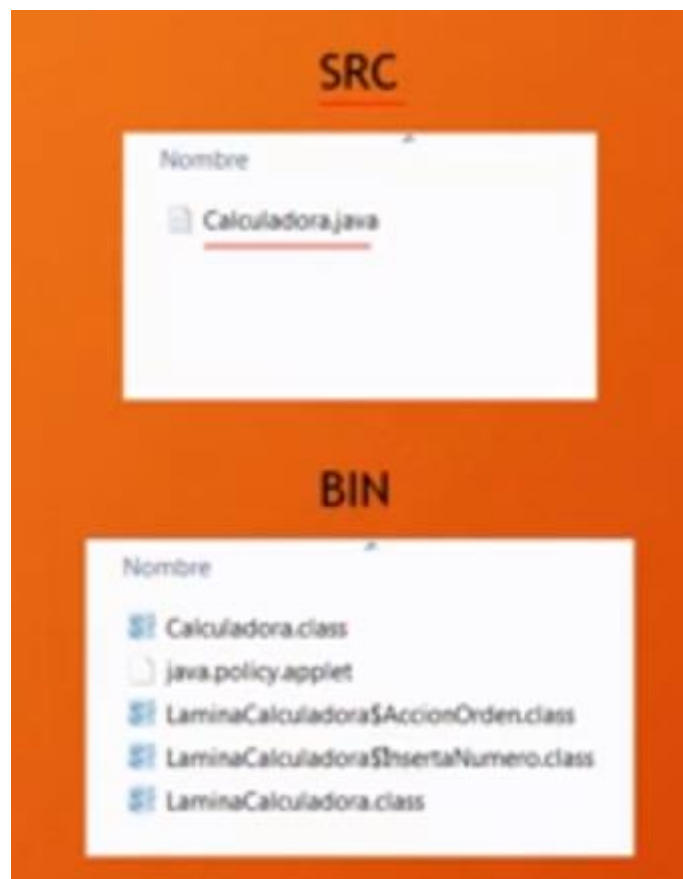 SRC
Nombre
Calculadora.java
BIN
Nombre
Calculadora.class
java.policy.applet
LaminaCalculadora$AccionOrden.class
LaminaCalculadora$InsertaNumero.class
LaminaCalculadora.class